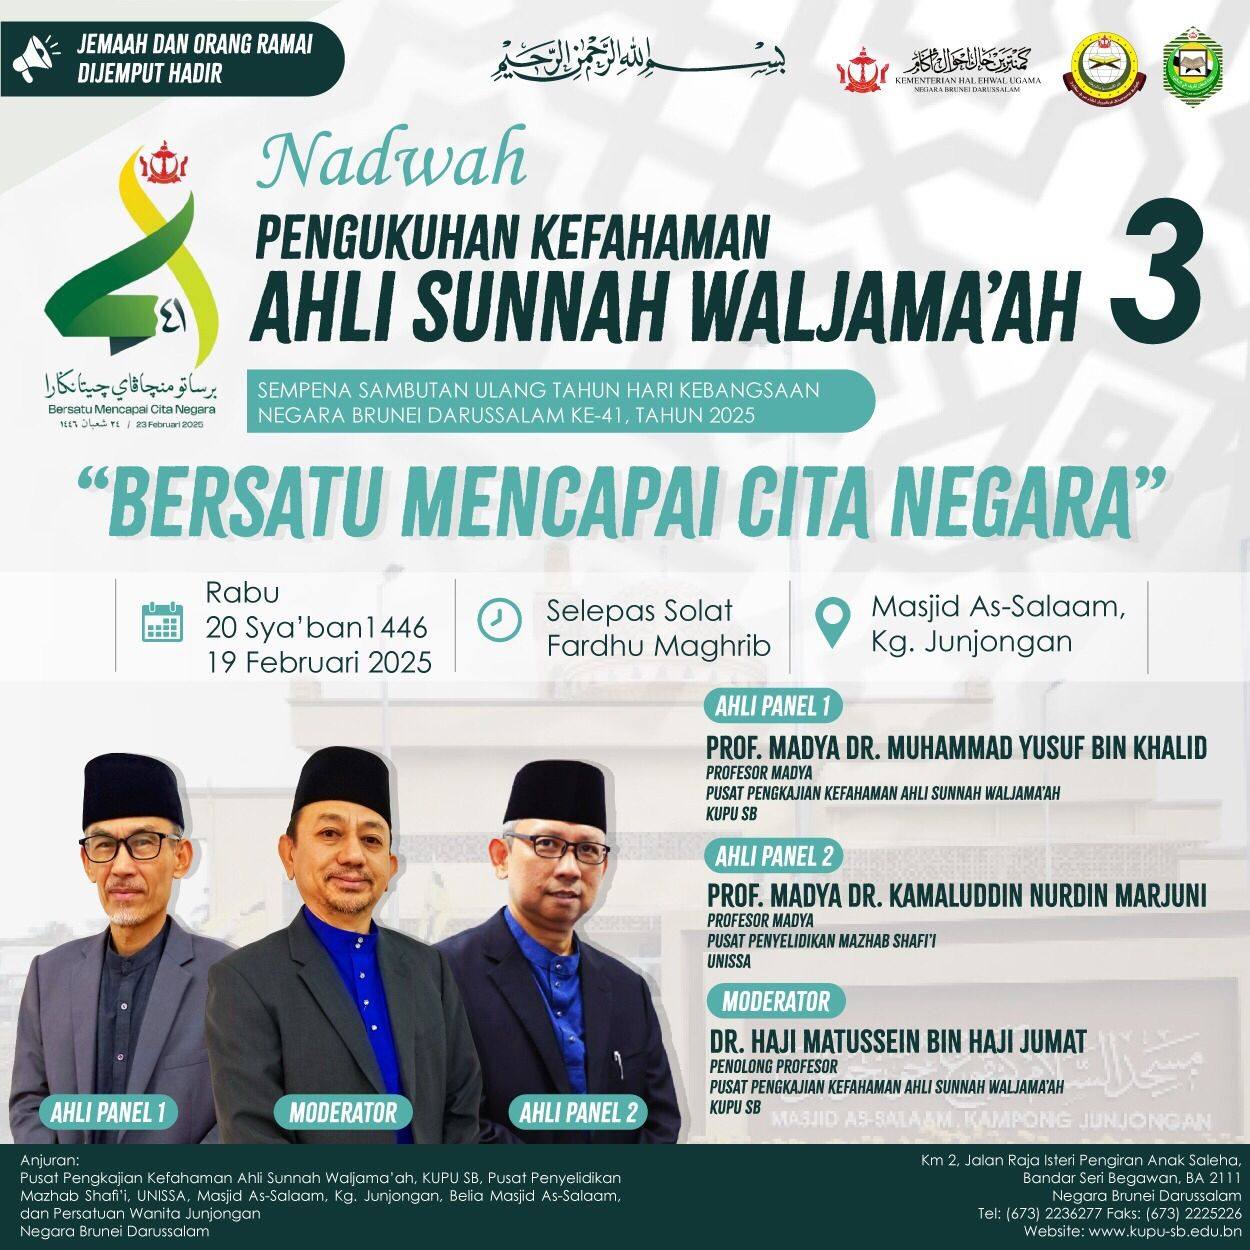 JEMAAH DAN ORANG RAMAI
DIJEMPUT HADIR
بسم الله الرحمن الرحيم
KEMENTERIAN HAL EHWAL UGAMA
NEGARA BRUNEI DARUSSALAM
Nadwah
PENGUKUHAN KEFAHAMAN
AHLI SUNNAH WALJAMA'AH 3
٤١
برساتو منچاڤاي چيتا نݢارا
Bersatu Mencapai Cita Negara
٢٤ شعبان ١٤٤٦ / 23 Februari 2025
SEMPENA SAMBUTAN ULANG TAHUN HARI KEBANGSAAN
NEGARA BRUNEI DARUSSALAM KE-41, TAHUN 2025
“BERSATU MENCAPAI CITA NEGARA”
Rabu
20 Sya'ban1446
19 Februari 2025
Selepas Solat
Fardhu Maghrib
Masjid As-Salaam,
Kg. Junjongan
AHLI PANEL 1
PROF. MADYA DR. MUHAMMAD YUSUF BIN KHALID
PROFESOR MADYA
PUSAT PENGKAJIAN KEFAHAMAN AHLI SUNNAH WALJAMA'AH
KUPU SB
AHLI PANEL 2
PROF. MADYA DR. KAMALUDDIN NURDIN MARJUNI
PROFESOR MADYA
PUSAT PENYELIDIKAN MAZHAB SHAFI'I
UNISSA
MODERATOR
DR. HAJI MATUSSEIN BIN HAJI JUMAT
PENOLONG PROFESOR
PUSAT PENGKAJIAN KEFAHAMAN AHLI SUNNAH WALJAMA'AH
KUPU SB
MASJID AS-SALAAM, KAMPONG JUNJONGAN
AHLI PANEL 1
MODERATOR
AHLI PANEL 2
Anjuran:
Pusat Pengkajian Kefahaman Ahli Sunnah Waljama'ah, KUPU SB, Pusat Penyelidikan
Mazhab Shafi'i, UNISSA, Masjid As-Salaam, Kg. Junjongan, Belia Masjid As-Salaam,
dan Persatuan Wanita Junjongan
Negara Brunei Darussalam
Km 2, Jalan Raja Isteri Pengiran Anak Saleha,
Bandar Seri Begawan, BA 2111
Negara Brunei Darussalam
Tel: (673) 2236277 Faks: (673) 2225226
Website: www.kupu-sb.edu.bn